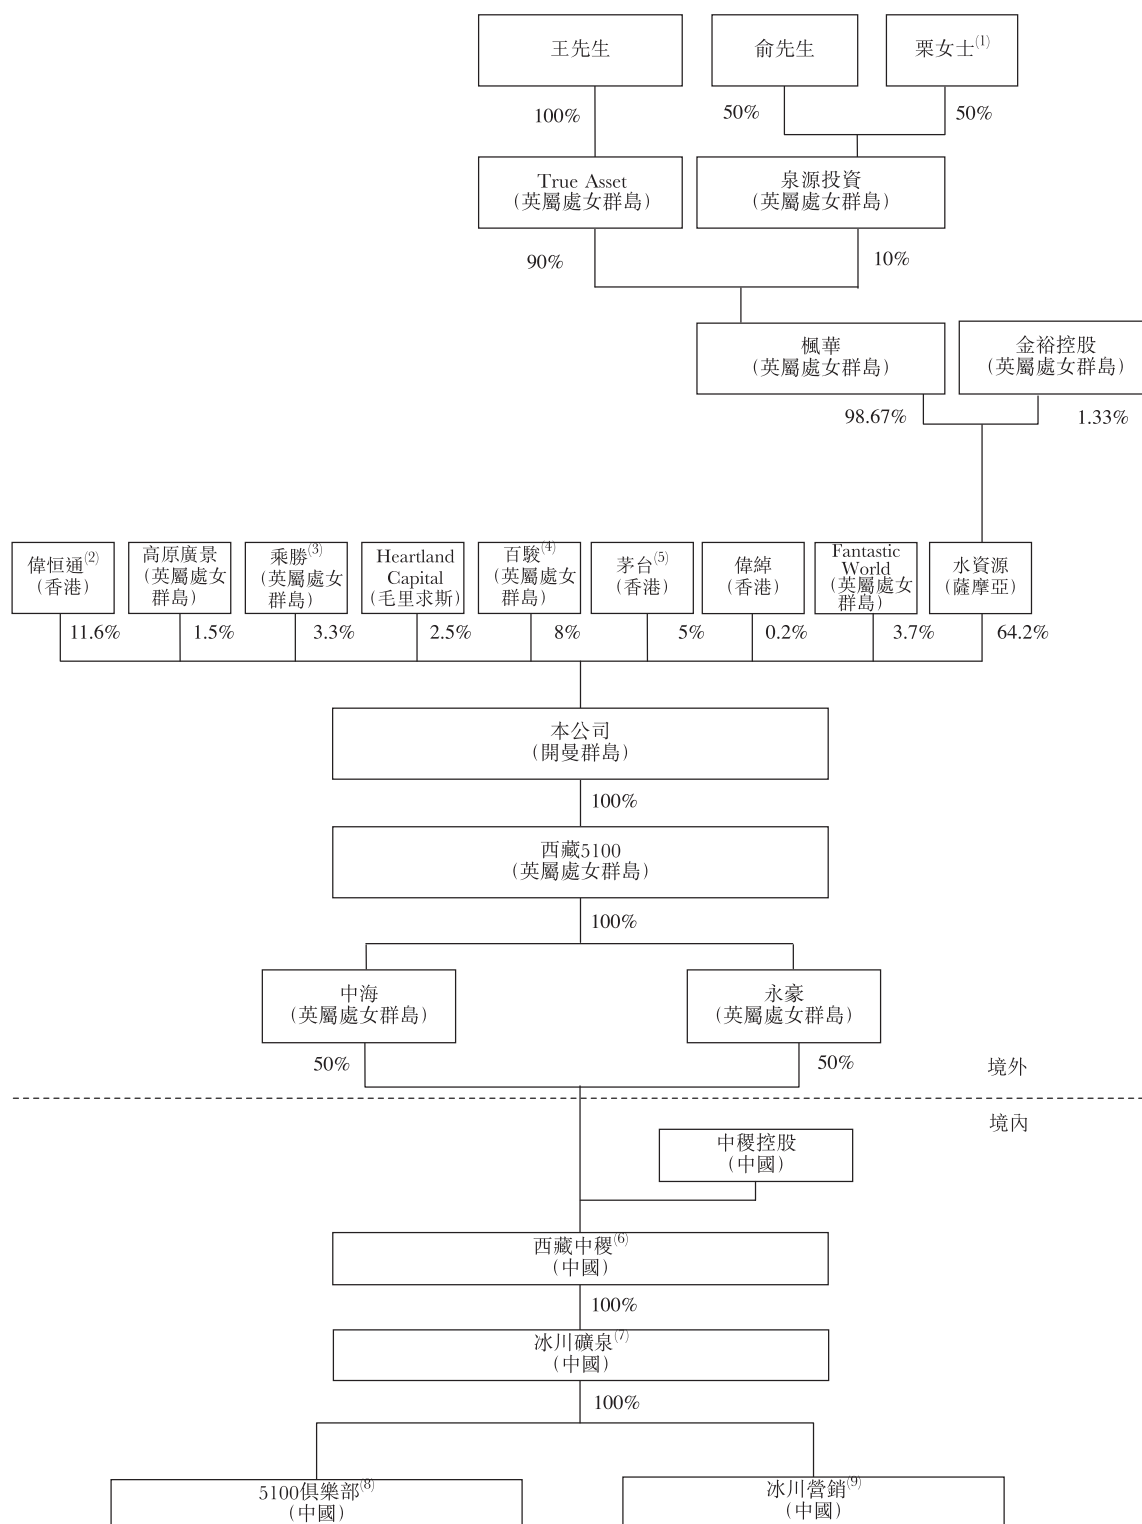 王先生
俞先生
栗女士(1)
100%
50%
50%
True Asset
(英屬處女群島)
泉源投資
(英屬處女群島)
90%
10%
楓華
(英屬處女群島)
金裕控股
(英屬處女群島)
98.67%
1.33%
偉恒通(2)
(香港)
高原廣景
(英屬處女
群島)
乘勝(3)
(英屬處女
群島)
Heartland
Capital
(毛里求斯)
百駿(4)
(英屬處女
群島)
茅台(5)
(香港)
偉綽
(香港)
Fantastic
World
(英屬處女
群島)
水資源
(薩摩亞)
11.6%
1.5%
3.3%
2.5%
8%
5%
0.2%
3.7%
64.2%
本公司
(開曼群島)
100%
西藏5100
(英屬處女群島)
100%
中海
(英屬處女群島)
永豪
(英屬處女群島)
50%
50%
境外
境內
中稷控股
(中國)
西藏中稷(6)
(中國)
100%
冰川礦泉(7)
(中國)
100%
5100俱樂部(8)
(中國)
冰川營銷(9)
(中國)